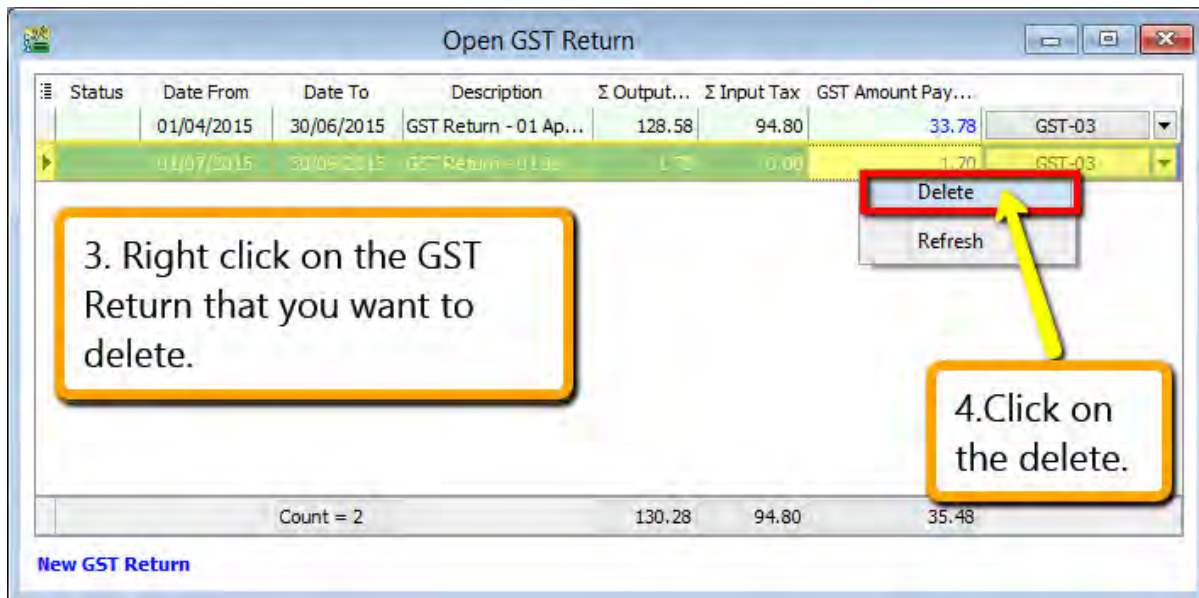 Open GST Return
Status Date From Date To Description Σ Output... Σ Input Tax GST Amount Pay...
01/04/2015 30/06/2015 GST Return - 01 Ap... 128.58 94.80 33.78 GST-03
01/07/2015 30/09/2015 GST Return - 01 1.70 0.00 1.70 GST-03
Delete
Refresh
3. Right click on the GST
Return that you want to
delete.
4.Click on
the delete.
Count = 2 130.28 94.80 35.48
New GST Return